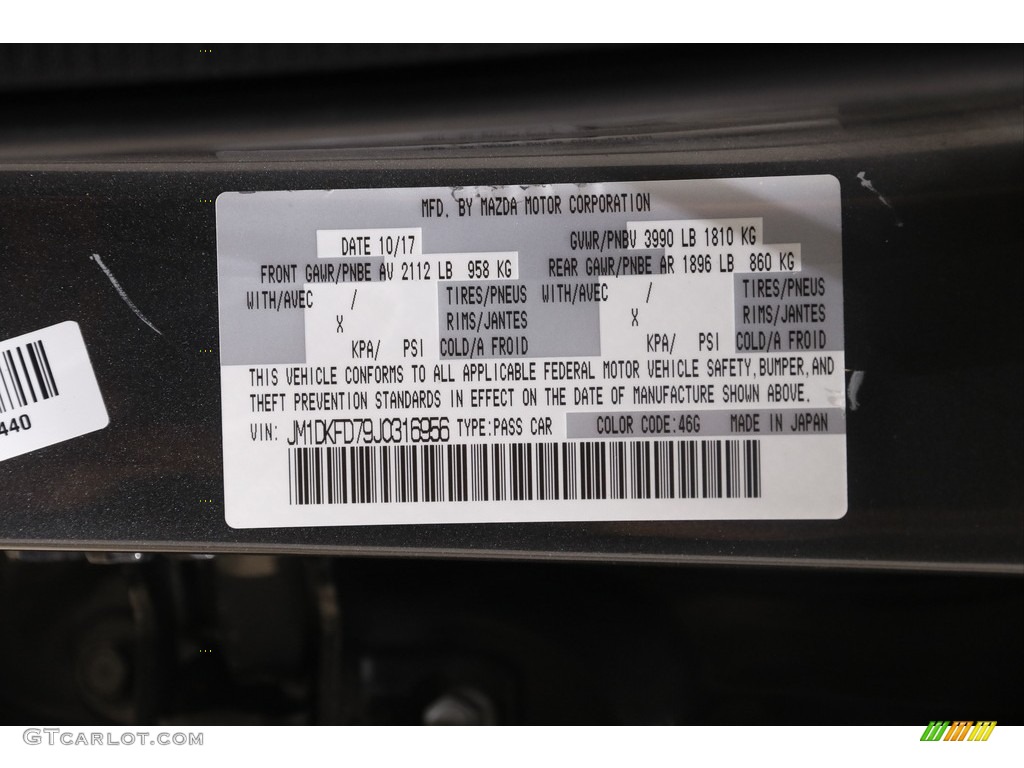 MFD. BY MAZDA MOTOR CORPORATION
DATE 10/17 GVWR/PNBV 3990 LB 1810 KG
FRONT GAWR/PNBE AV 2112 LB 958 KG REAR GAWR/PNBE AR 1896 LB 860 KG
WITH/AVEC / TIRES/PNEUS WITH/AVEC / TIRES/PNEUS
X RIMS/JANTES X RIMS/JANTES
KPA/ PSI COLD/A FROID KPA/ PSI COLD/A FROID
THIS VEHICLE CONFORMS TO ALL APPLICABLE FEDERAL MOTOR VEHICLE SAFETY,BUMPER,AND
THEFT PREVENTION STANDARDS IN EFFECT ON THE DATE OF MANUFACTURE SHOWN ABOVE.
VIN: JM1DKFD79J0316956 TYPE:PASS CAR COLOR CODE:46G MADE IN JAPAN
440
GTcarlot.com